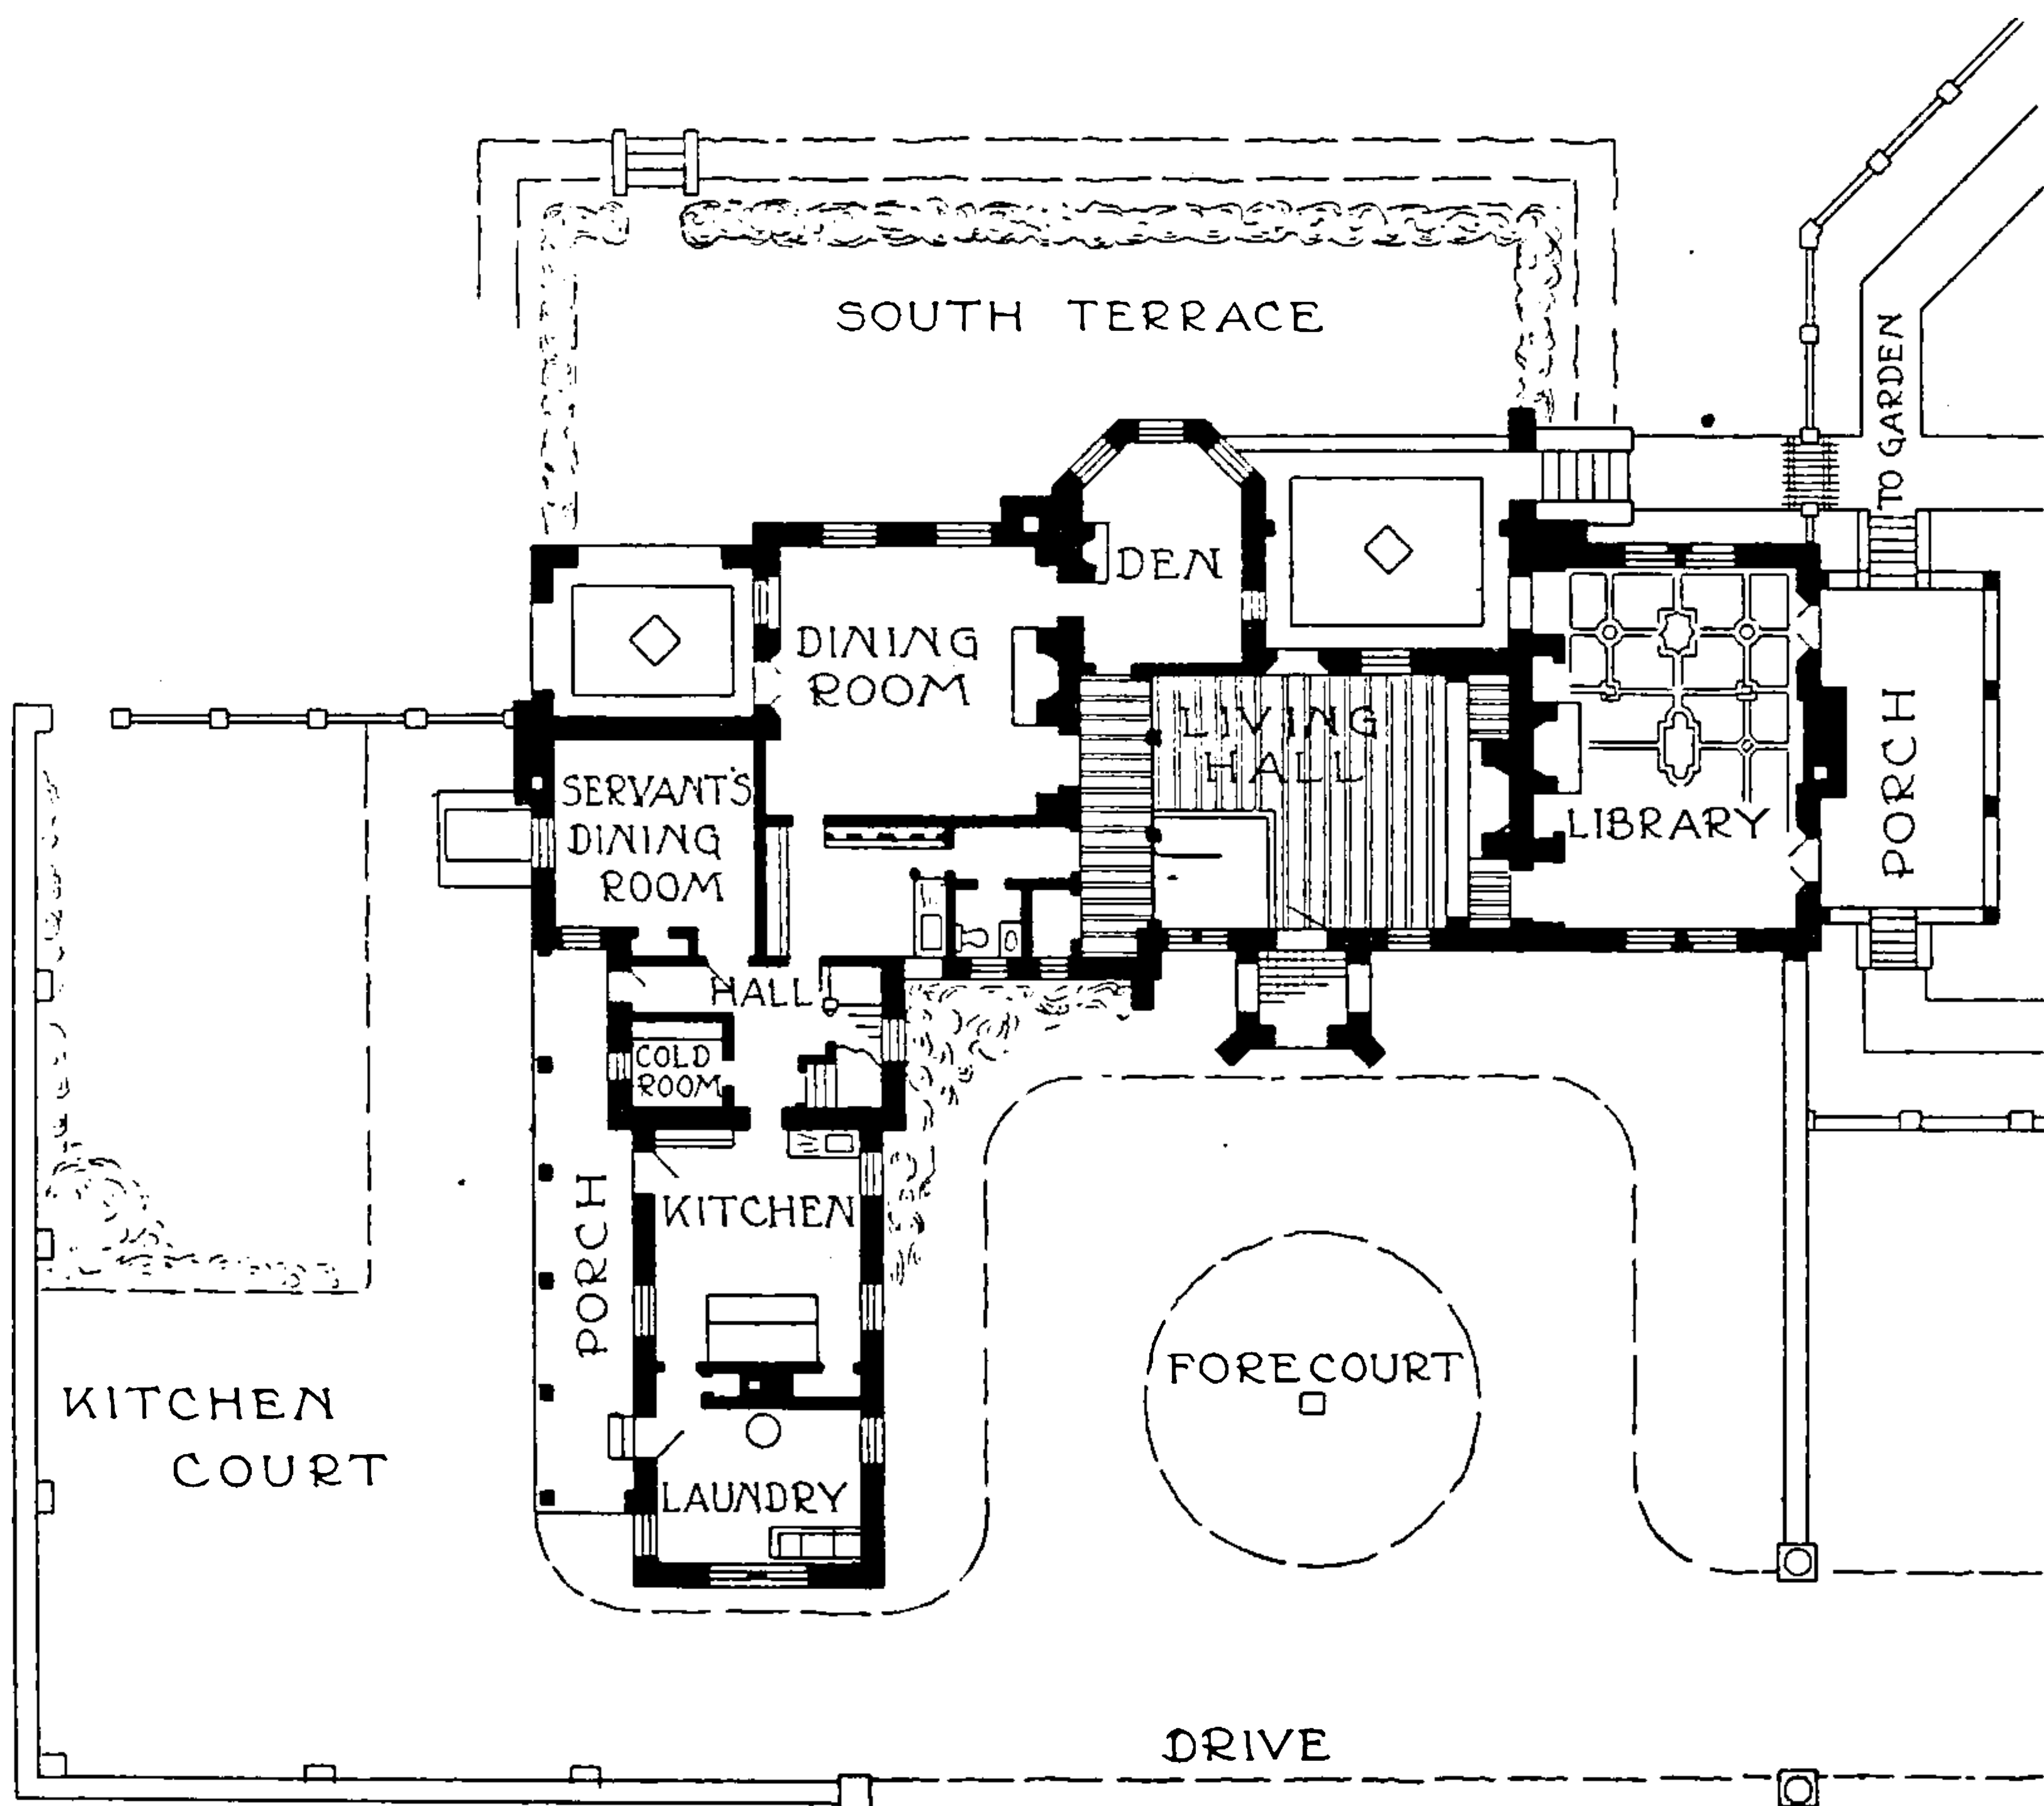 SOUTH TERRACE
TO GARDEN
DEN
DINING
ROOM
LIVING
HALL
LIBRARY
PORCH
SERVANT'S
DINING
ROOM
HALL
COLD
ROOM
KITCHEN
PORCH
FORECOURT
KITCHEN
COURT
LAUNDRY
DRIVE